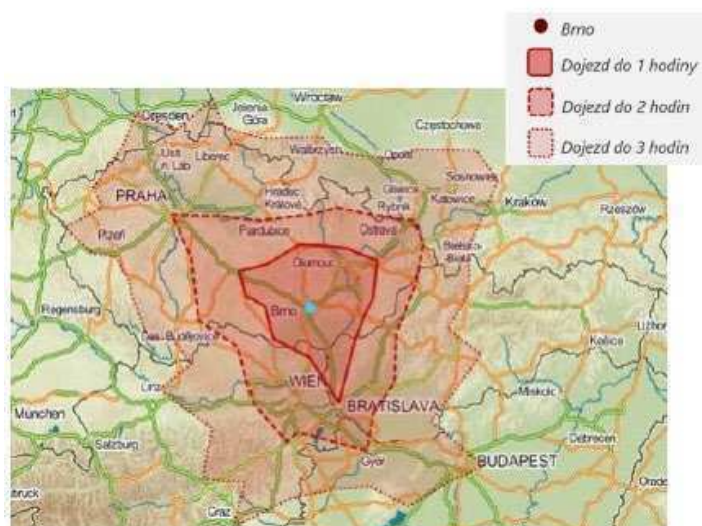 Brno
Dojezd do 1 hodiny
Dojezd do 2 hodin
Dojezd do 3 hodin
Wrocław
Dresden
Jelenia
Góra
Częstochowa
Liberec
Wałbrzych
Opole
Usti
n. Lab
Sosnowiec
PRAHA
Hradec
Králové
Gliwice
Katowice
Kraków
Rybnik
Rzeszów
Plzeň
Pardubice
Ostrava
Bielsko-
Biała
Olomouc
Regensburg
Brno
České Budějovice
Košice
Linz
WIEN
BRATISLAVA
Miskolc
München
Salzburg
Debrecen
Győr
BUDAPEST
Graz